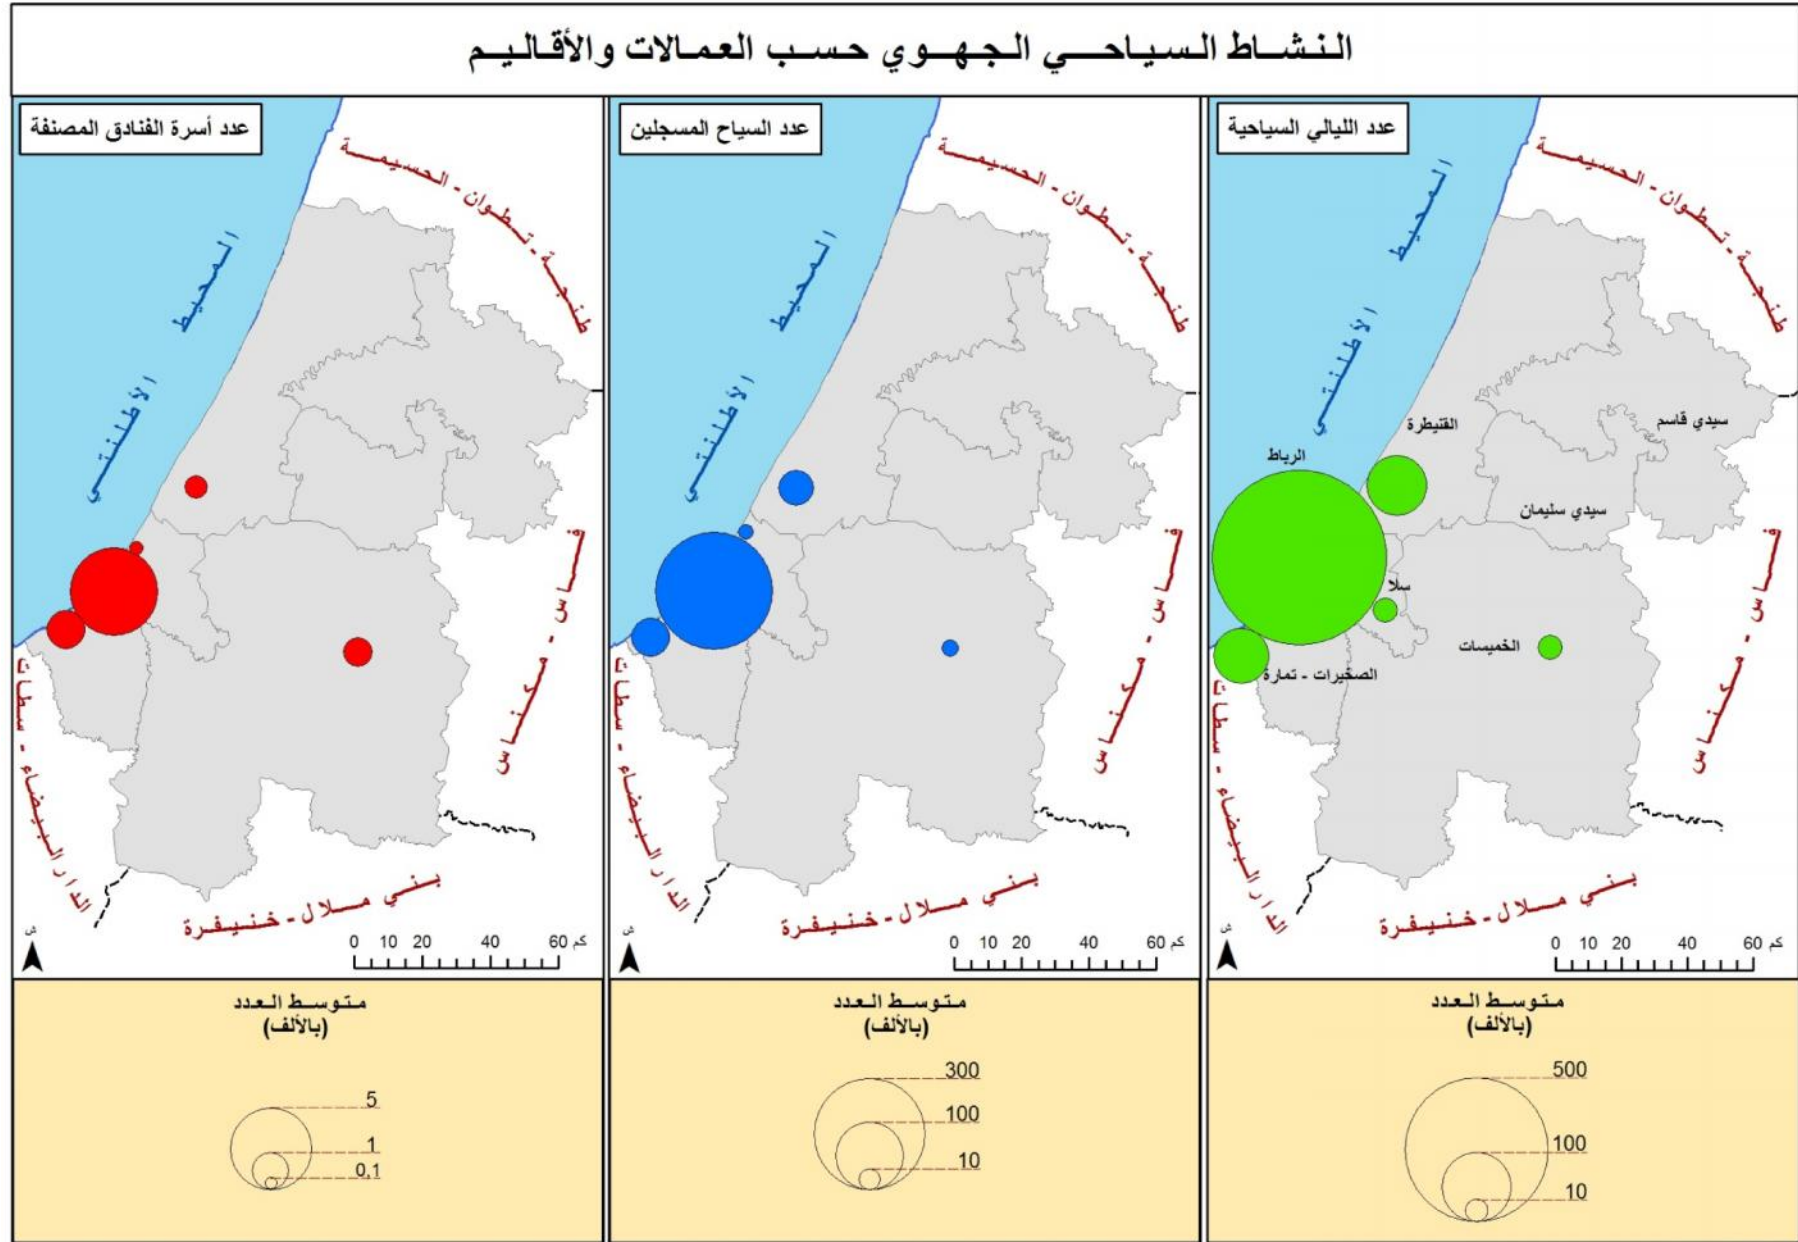 النشاط السياحي الجهوي حسب العمالات والأقاليم
عدد الليالي السياحية
المحيط
الأطلنتي
طنجة - تطوان - الحسيمة
القنيطرة
سيدي قاسم
الرباط
سيدي سليمان
سلا
الخميسات
الصخيرات - تمارة
فاس - مكناس
الدار البيضاء - سطات
بني ملال - خنيفرة
ش
0 10 20 40 60 كم
متوسط العدد
(بالألف)
500
100
10
عدد السياح المسجلين
المحيط
الأطلنتي
طنجة - تطوان - الحسيمة
فاس - مكناس
الدار البيضاء - سطات
بني ملال - خنيفرة
ش
0 10 20 40 60 كم
متوسط العدد
(بالألف)
300
100
10
عدد أسرة الفنادق المصنفة
المحيط
الأطلنتي
طنجة - تطوان - الحسيمة
فاس - مكناس
الدار البيضاء - سطات
بني ملال - خنيفرة
ش
0 10 20 40 60 كم
متوسط العدد
(بالألف)
5
1
0,1